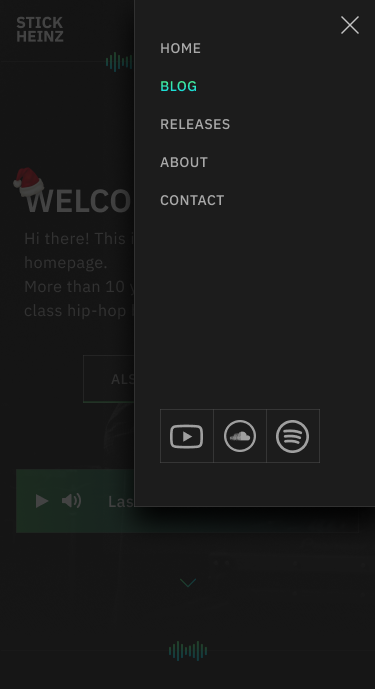 STICK
HEINZ
HOME
BLOG
RELEASES
ABOUT
CONTACT
WELCO
Hi there! This i
homepage.
More than 10 y
class hip-hop
ALS
Las